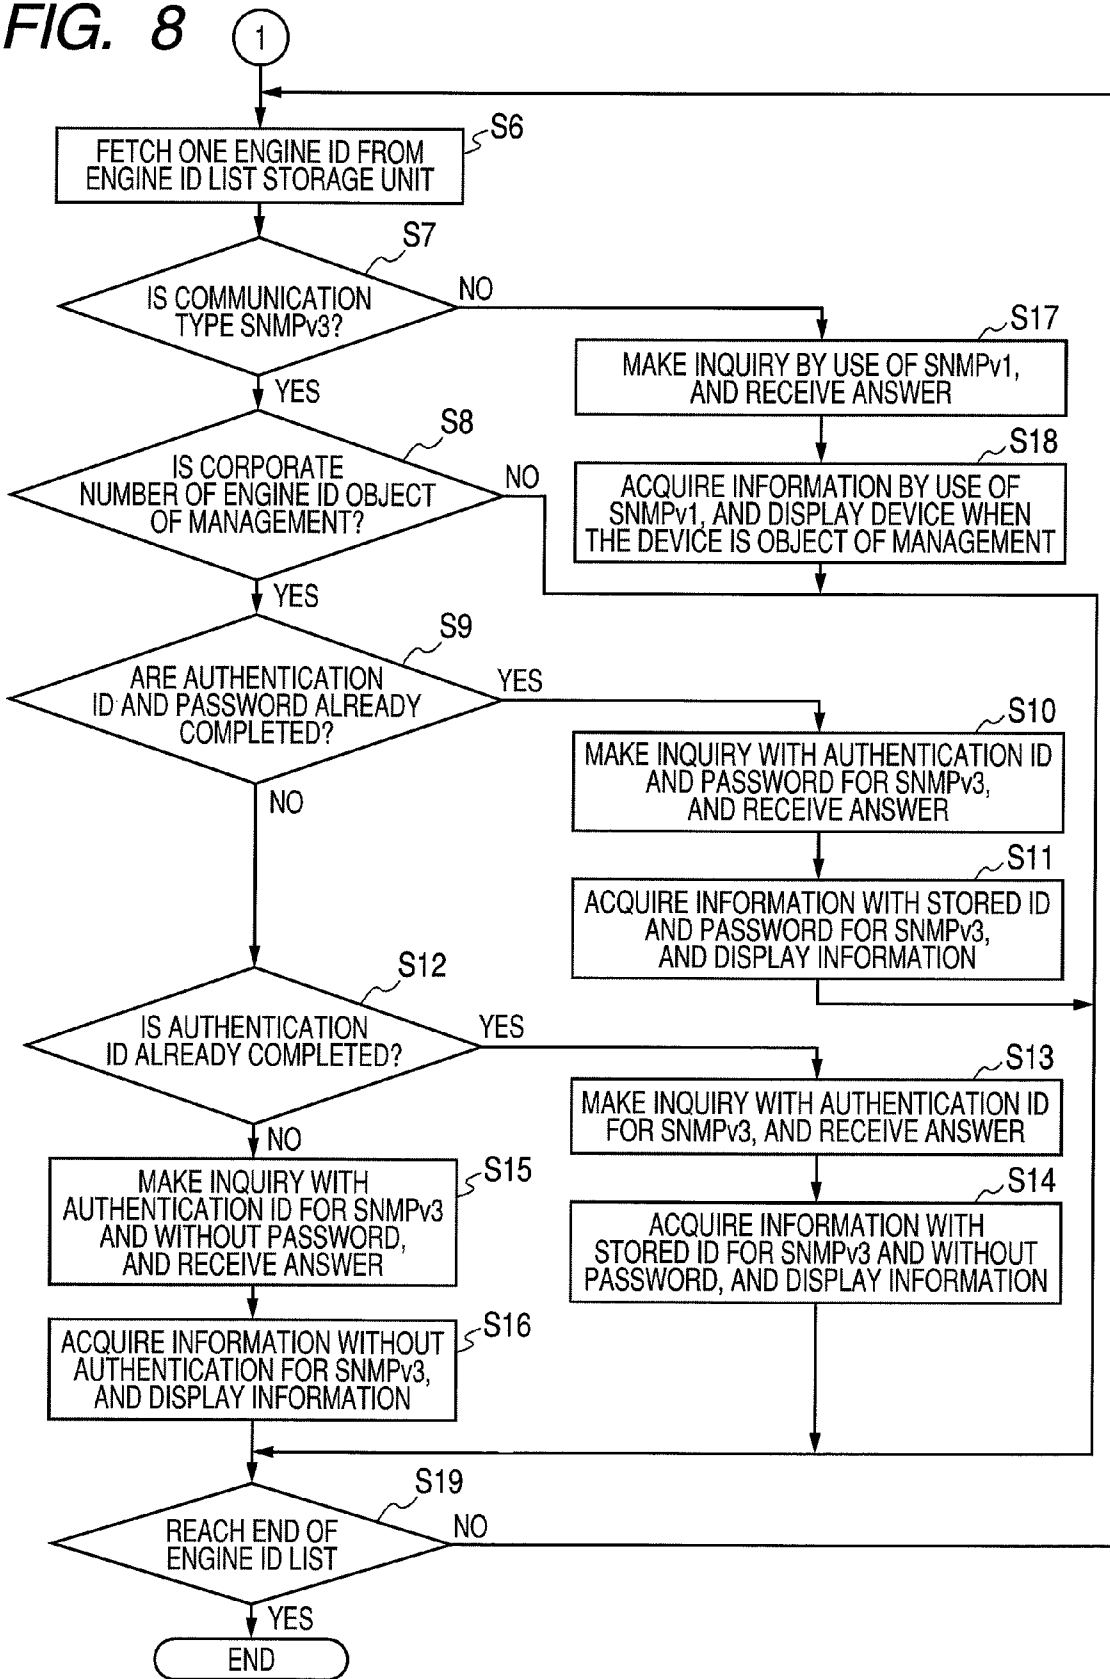 FIG. 8
1
S6
FETCH ONE ENGINE ID FROM
ENGINE ID LIST STORAGE UNIT
S7
IS COMMUNICATION
TYPE SNMPv3?
NO
YES
S17
MAKE INQUIRY BY USE OF SNMPv1,
AND RECEIVE ANSWER
S18
ACQUIRE INFORMATION BY USE OF
SNMPv1, AND DISPLAY DEVICE WHEN
THE DEVICE IS OBJECT OF MANAGEMENT
S8
IS CORPORATE
NUMBER OF ENGINE ID OBJECT
OF MANAGEMENT?
NO
YES
S9
ARE AUTHENTICATION
ID AND PASSWORD ALREADY
COMPLETED?
YES
NO
S10
MAKE INQUIRY WITH AUTHENTICATION ID
AND PASSWORD FOR SNMPv3,
AND RECEIVE ANSWER
S11
ACQUIRE INFORMATION WITH STORED ID
AND PASSWORD FOR SNMPv3,
AND DISPLAY INFORMATION
S12
IS AUTHENTICATION
ID ALREADY COMPLETED?
YES
NO
S13
MAKE INQUIRY WITH AUTHENTICATION ID
FOR SNMPv3, AND RECEIVE ANSWER
S14
ACQUIRE INFORMATION WITH
STORED ID FOR SNMPv3 AND WITHOUT
PASSWORD, AND DISPLAY INFORMATION
S15
MAKE INQUIRY WITH
AUTHENTICATION ID FOR SNMPv3
AND WITHOUT PASSWORD,
AND RECEIVE ANSWER
S16
ACQUIRE INFORMATION WITHOUT
AUTHENTICATION FOR SNMPv3,
AND DISPLAY INFORMATION
S19
REACH END OF
ENGINE ID LIST
NO
YES
END